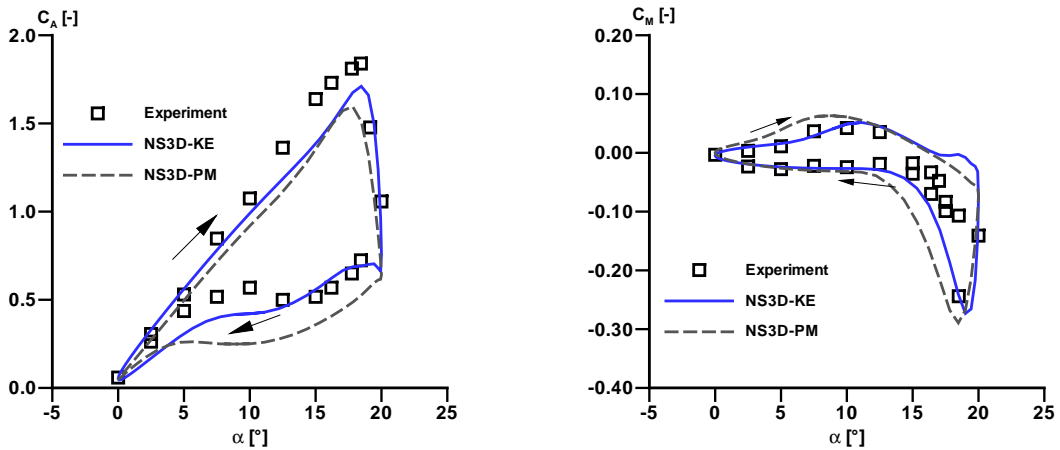 C_A [-]
2.0
1.5
1.0
0.5
0.0
Experiment
NS3D-KE
NS3D-PM
-5 0 5 10 15 20 25
α [°]
C_M [-]
0.20
0.10
0.00
-0.10
-0.20
-0.30
-0.40
Experiment
NS3D-KE
NS3D-PM
-5 0 5 10 15 20 25
α [°]